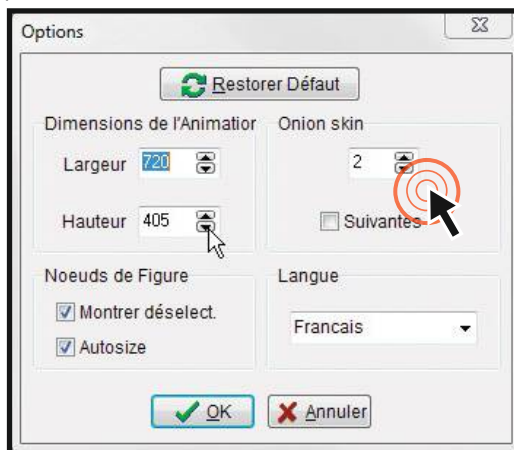 Options
Restorer Défaut
Dimensions de l'Animatior
Onion skin
Largeur 720
2
Hauteur 405
Suivantes
Noeuds de Figure
Langue
Montrer déselect.
Francais
Autosize
OK
Annuler